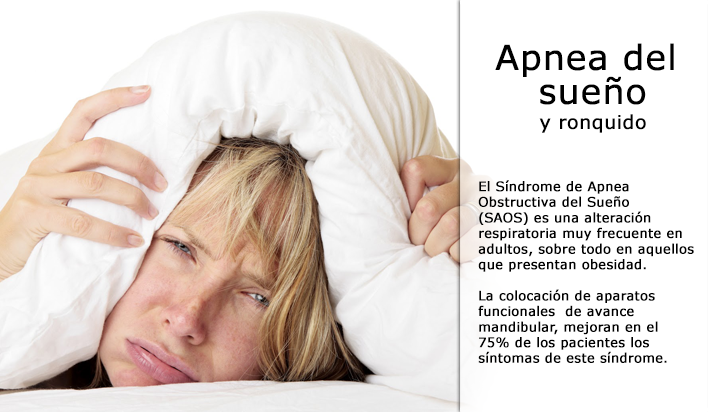 Apnea del
sueño
y ronquido
El Síndrome de Apnea
Obstructiva del Sueño
(SAOS) es una alteración
respiratoria muy frecuente en
adultos, sobre todo en aquellos
que presentan obesidad.
La colocación de aparatos
funcionales  de avance
mandibular, mejoran en el
75% de los pacientes los
síntomas de este síndrome.